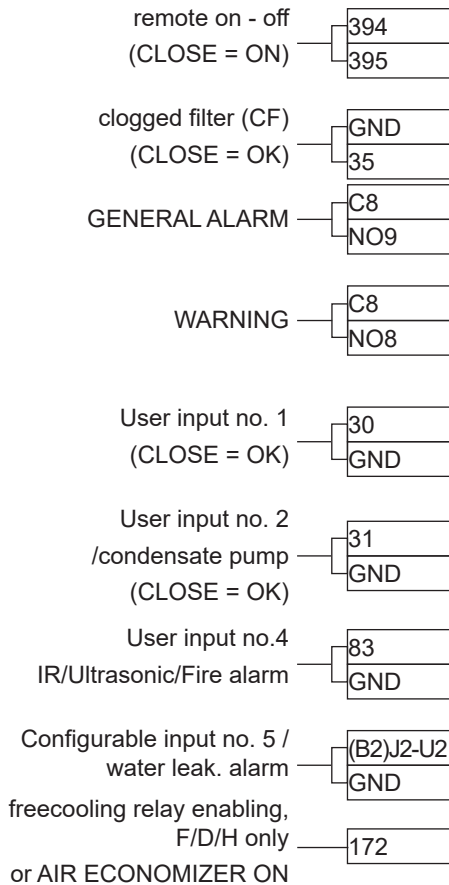 remote on - off
(CLOSE = ON)
394
395
clogged filter (CF)
(CLOSE = OK)
GND
35
GENERAL ALARM
C8
NO9
WARNING
C8
NO8
User input no. 1
(CLOSE = OK)
30
GND
User input no. 2
/condensate pump
(CLOSE = OK)
31
GND
User input no.4
IR/Ultrasonic/Fire alarm
83
GND
Configurable input no. 5 /
water leak. alarm
(B2)J2-U2
GND
freecooling relay enabling,
F/D/H only
or AIR ECONOMIZER ON
172